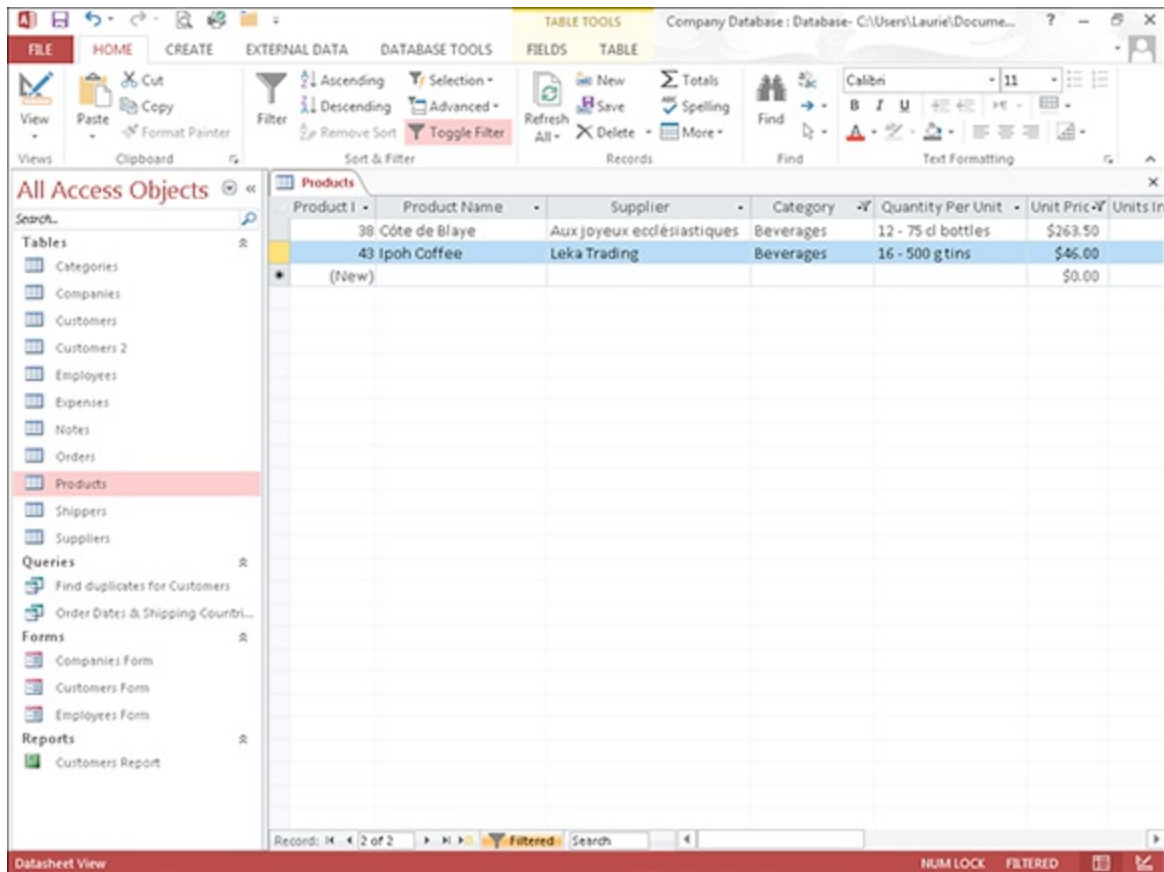 TABLE TOOLS
Company Database : Database- C:\Users\Laurie\Docume... ?
FILE HOME CREATE EXTERNAL DATA DATABASE TOOLS FIELDS TABLE
View
Views
Paste
Cut
Copy
Format Painter
Clipboard
Filter
Ascending
Descending
Remove Sort
Selection
Advanced
Toggle Filter
Sort & Filter
Refresh
All
New
Save
Delete
Totals
Spelling
More
Records
Find
Find
Calibri 11
B I U
A
Text Formatting
All Access Objects
Search...
Tables
Categories
Companies
Customers
Customers 2
Employees
Expenses
Notes
Orders
Products
Shippers
Suppliers
Queries
Find duplicates for Customers
Order Dates & Shipping Countri...
Forms
Companies Form
Customers Form
Employees Form
Reports
Customers Report
Products
Product I Product Name Supplier Category Quantity Per Unit Unit Pric Units In
38 Côte de Blaye Aux joyeux ecclésiastiques Beverages 12 - 75 cl bottles $263.50
43 Ipoh Coffee Leka Trading Beverages 16 - 500 g tins $46.00
(New) $0.00
Record: 2 of 2 Filtered Search
Datasheet View NUM LOCK FILTERED